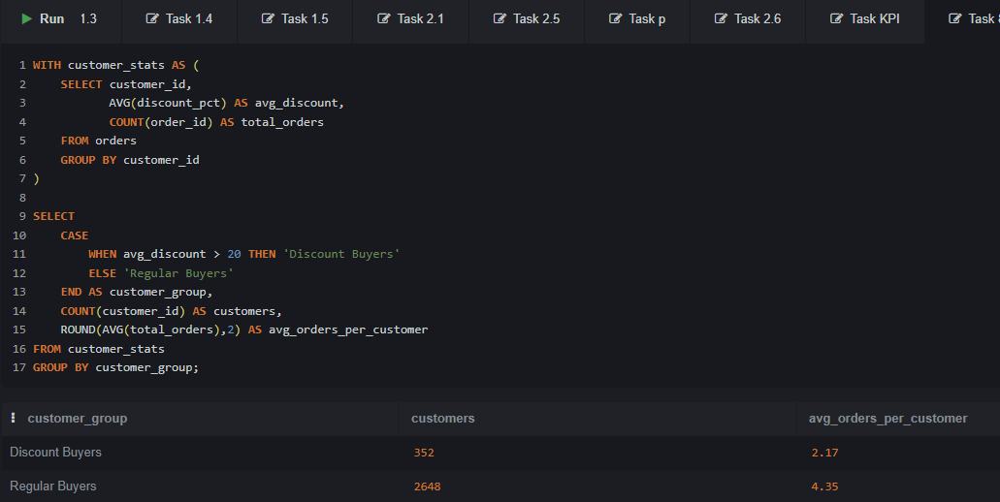 Run 1.3 Task 1.4 Task 1.5 Task 2.1 Task 2.5 Task p Task 2.6 Task KPI Task
1 WITH customer_stats AS (
2 SELECT customer_id,
3 AVG(discount_pct) AS avg_discount,
4 COUNT(order_id) AS total_orders
5 FROM orders
6 GROUP BY customer_id
7 )
8
9 SELECT
10 CASE
11 WHEN avg_discount > 20 THEN 'Discount Buyers'
12 ELSE 'Regular Buyers'
13 END AS customer_group,
14 COUNT(customer_id) AS customers,
15 ROUND(AVG(total_orders),2) AS avg_orders_per_customer
16 FROM customer_stats
17 GROUP BY customer_group;
customer_group customers avg_orders_per_customer
Discount Buyers 352 2.17
Regular Buyers 2648 4.35